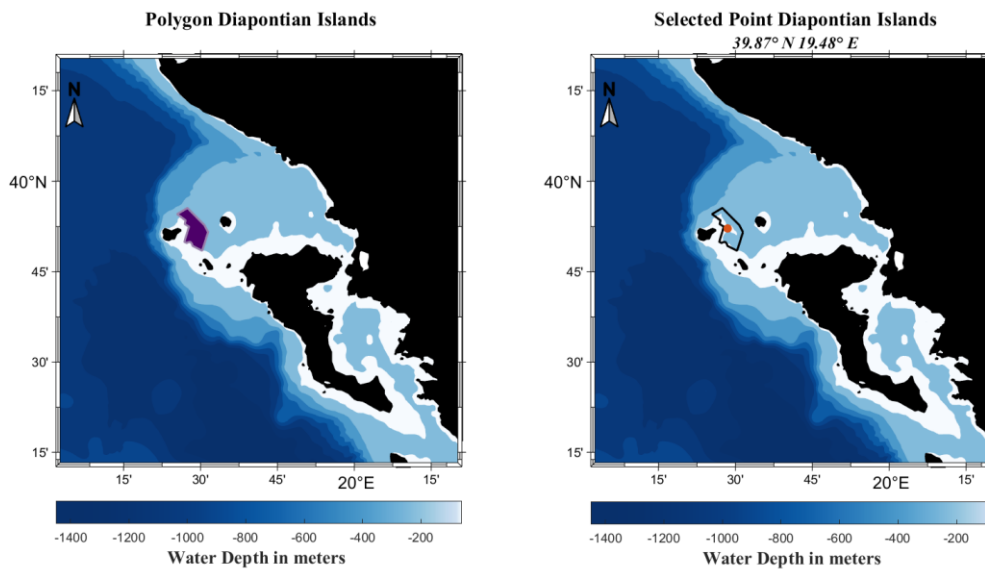 Polygon Diapontian Islands
N
15'
40°N
45'
30'
15'
15'
30'
45'
20°E
15'
-1400
-1200
-1000
-800
-600
-400
-200
Water Depth in meters
Selected Point Diapontian Islands
39.87° N 19.48° E
N
15'
40°N
45'
30'
15'
15'
30'
45'
20°E
15'
-1400
-1200
-1000
-800
-600
-400
-200
Water Depth in meters